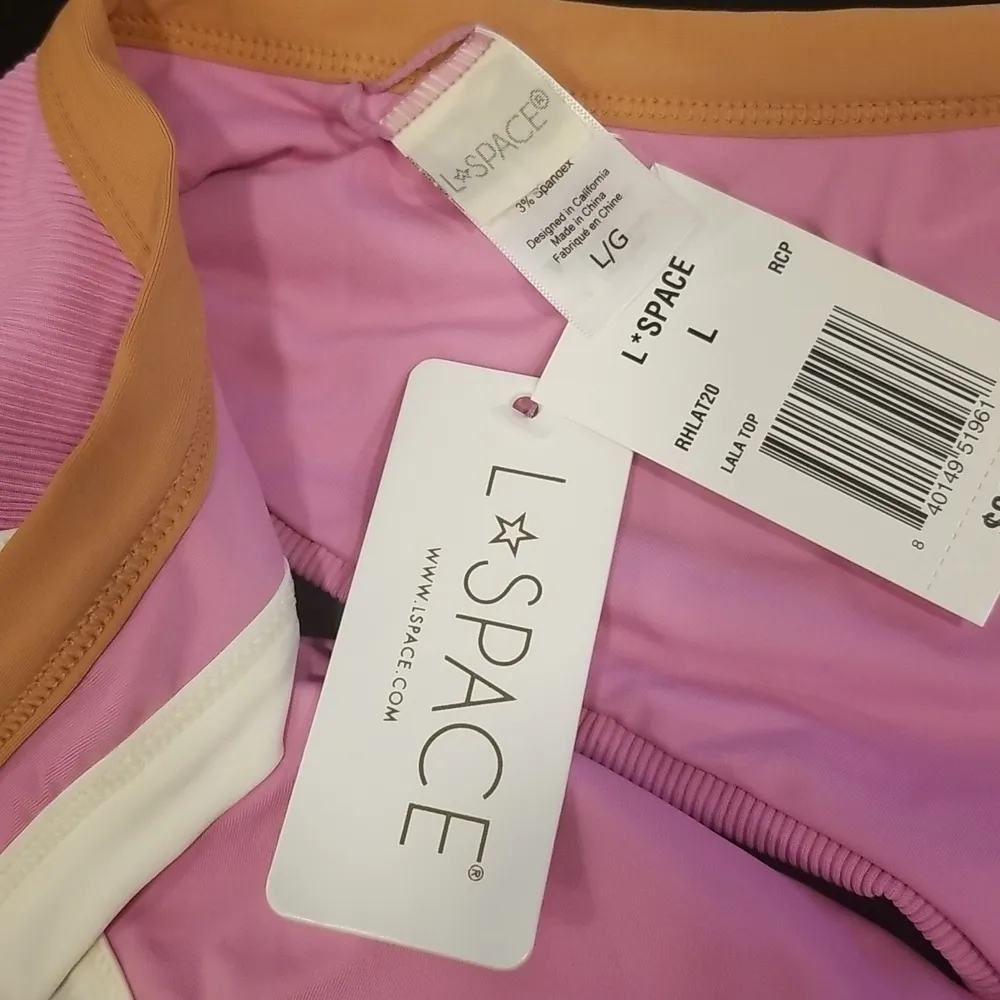 L☆SPACE®
3% Spandex
Designed in California
Made in China
Fabriqué en Chine
L/G
L*SPACE
L
RCP
RHLAT20
LALA TOP
8 40149 51961
L☆SPACE®
WWW.LSPACE.COM